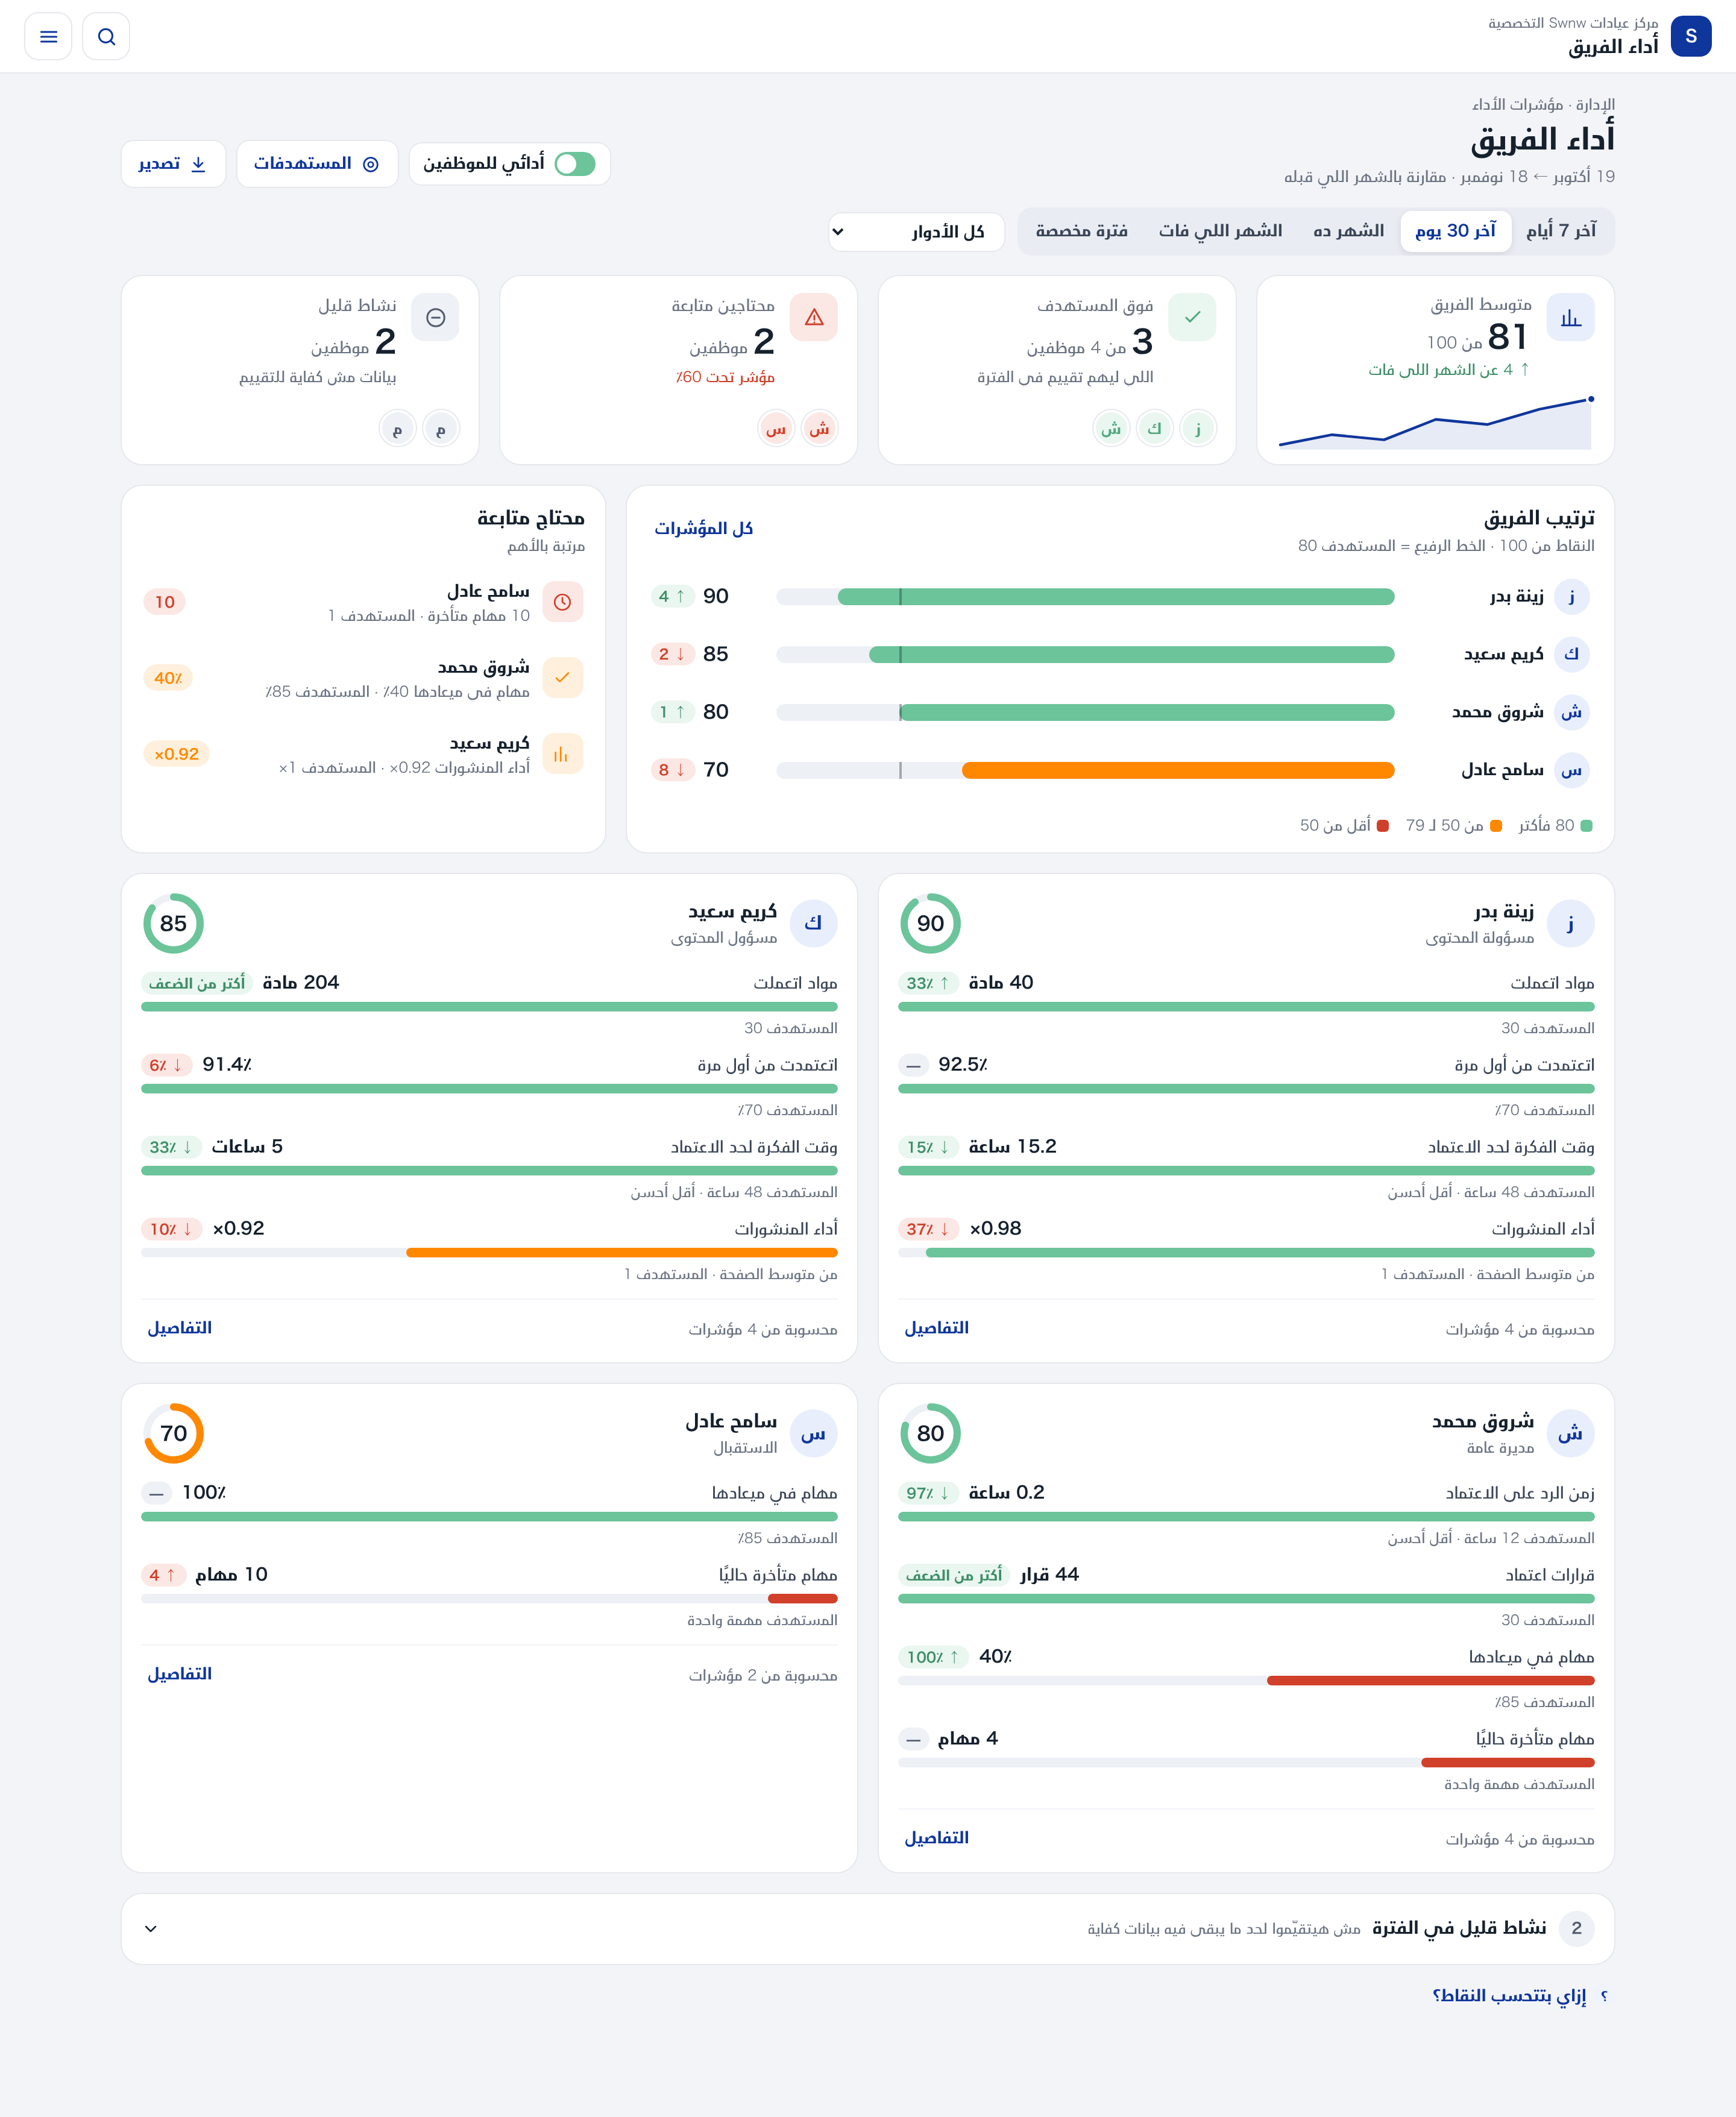 S
مركز عيادات Swnw التخصصية
أداء الفريق
الإدارة · مؤشرات الأداء
أداء الفريق
19 أكتوبر ← 18 نوفمبر · مقارنة بالشهر اللي قبله
أدائي للموظفين
المستهدفات
تصدير
آخر 7 أيام
آخر 30 يوم
الشهر ده
الشهر اللي فات
فترة مخصصة
كل الأدوار
متوسط الفريق
81 من 100
↑ 4 عن الشهر اللي فات
فوق المستهدف
3 من 4 موظفين
اللي ليهم تقييم في الفترة
ز
ك
ش
محتاجين متابعة
2 موظفين
مؤشر تحت 60٪
ش
س
نشاط قليل
2 موظفين
بيانات مش كفاية للتقييم
م
م
ترتيب الفريق
النقاط من 100 · الخط الرفيع = المستهدف 80
كل المؤشرات
ز زينة بدر 90 ↑ 4
ك كريم سعيد 85 ↓ 2
ش شروق محمد 80 ↑ 1
س سامح عادل 70 ↓ 8
80 فأكتر
من 50 لـ 79
أقل من 50
محتاج متابعة
مرتبة بالأهم
سامح عادل
10 مهام متأخرة · المستهدف 1
10
شروق محمد
مهام في ميعادها 40٪ · المستهدف 85٪
40٪
كريم سعيد
أداء المنشورات 0.92× · المستهدف 1×
×0.92
ز
زينة بدر
مسؤولة المحتوى
90
مواد اتعملت 40 مادة ↑ 33٪
المستهدف 30
اتعتمدت من أول مرة 92.5٪ —
المستهدف 70٪
وقت الفكرة لحد الاعتماد 15.2 ساعة ↓ 15٪
المستهدف 48 ساعة · أقل أحسن
أداء المنشورات ×0.98 ↓ 37٪
من متوسط الصفحة · المستهدف 1
محسوبة من 4 مؤشرات
التفاصيل
ك
كريم سعيد
مسؤول المحتوى
85
مواد اتعملت 204 مادة أكتر من الضعف
المستهدف 30
اتعتمدت من أول مرة 91.4٪ ↓ 6٪
المستهدف 70٪
وقت الفكرة لحد الاعتماد 5 ساعات ↓ 33٪
المستهدف 48 ساعة · أقل أحسن
أداء المنشورات ×0.92 ↓ 10٪
من متوسط الصفحة · المستهدف 1
محسوبة من 4 مؤشرات
التفاصيل
ش
شروق محمد
مديرة عامة
80
زمن الرد على الاعتماد 0.2 ساعة ↓ 97٪
المستهدف 12 ساعة · أقل أحسن
قرارات اعتماد 44 قرار أكتر من الضعف
المستهدف 30
مهام في ميعادها 40٪ ↑ 100٪
المستهدف 85٪
مهام متأخرة حاليًا 4 مهام —
المستهدف مهمة واحدة
محسوبة من 4 مؤشرات
التفاصيل
س
سامح عادل
الاستقبال
70
مهام في ميعادها 100٪ —
المستهدف 85٪
مهام متأخرة حاليًا 10 مهام ↑ 4
المستهدف مهمة واحدة
محسوبة من 2 مؤشرات
التفاصيل
2 نشاط قليل في الفترة مش هيتقيّموا لحد ما يبقى فيه بيانات كفاية
؟ إزاي بتتحسب النقاط؟